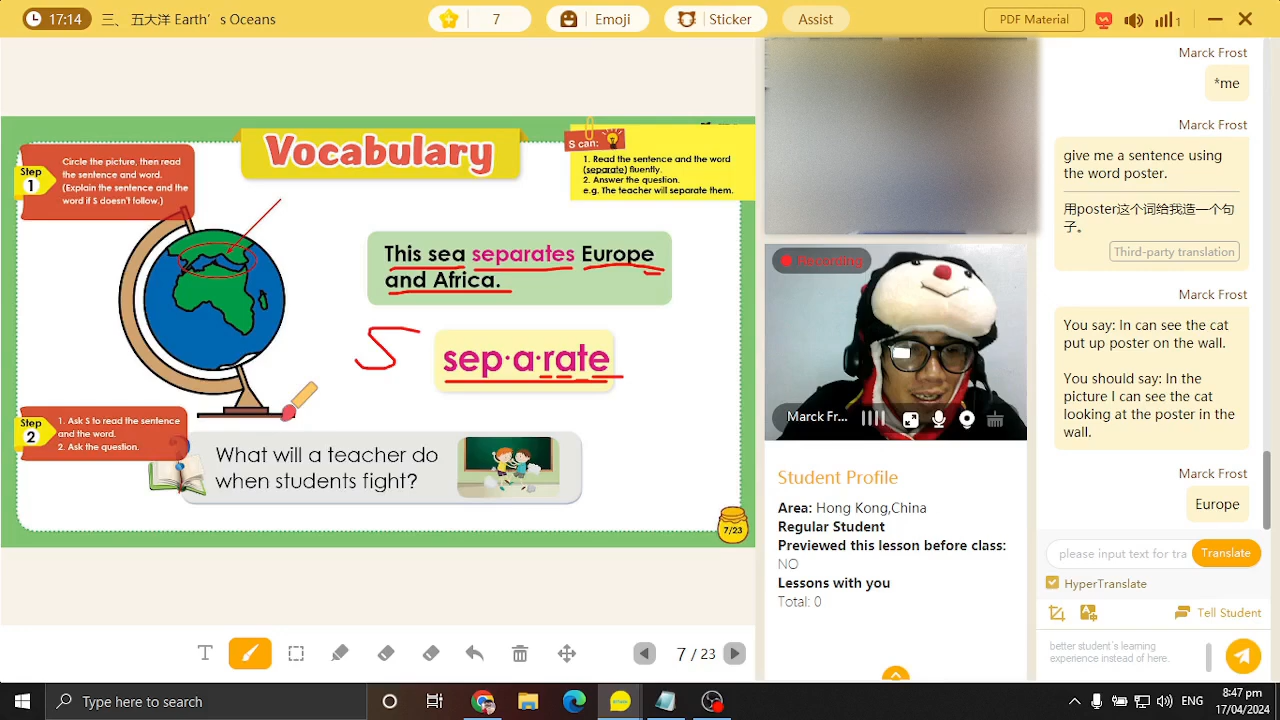 17:14 三、五大洋 Earth’s Oceans
7
Emoji
Sticker
Assist
PDF Material
1
Vocabulary
Step
1
Circle the picture, then read
the sentence and word.
(Explain the sentence and the
word if S doesn't follow.)
S can:
1. Read the sentence and the word
(separate) fluently.
2. Answer the question.
e.g. The teacher will separate them.
This sea separates Europe
and Africa.
S
sep·a·rate
Step
2
1. Ask S to read the sentence
and the word.
2. Ask the question.
What will a teacher do
when students fight?
7/23
7 / 23
Recording
Marck Fr...
Student Profile
Area: Hong Kong,China
Regular Student
Previewed this lesson before class:
NO
Lessons with you
Total: 0
Marck Frost
*me
Marck Frost
give me a sentence using
the word poster.
用poster这个词给我造一个句
子。
Third-party translation
Marck Frost
You say: In can see the cat
put up poster on the wall.
You should say: In the
picture I can see the cat
looking at the poster in the
wall.
Marck Frost
Europe
please input text for tra
Translate
HyperTranslate
Tell Student
better student's learning
experience instead of here.
Type here to search
ENG
8:47 pm
17/04/2024